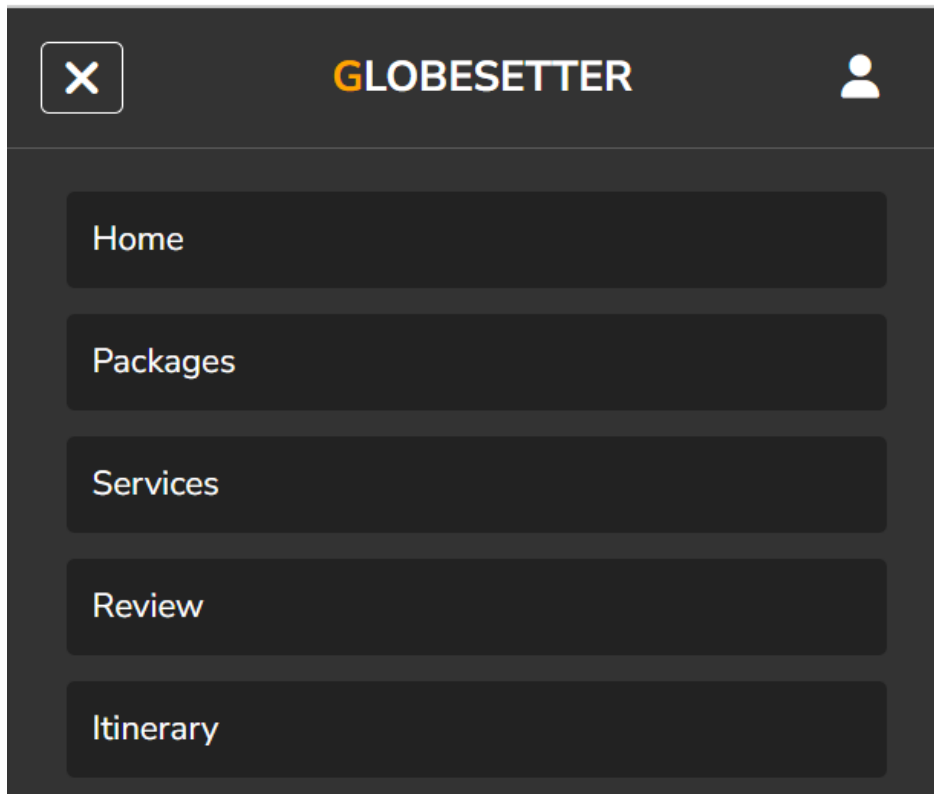 GLOBESETTER
Home
Packages
Services
Review
Itinerary